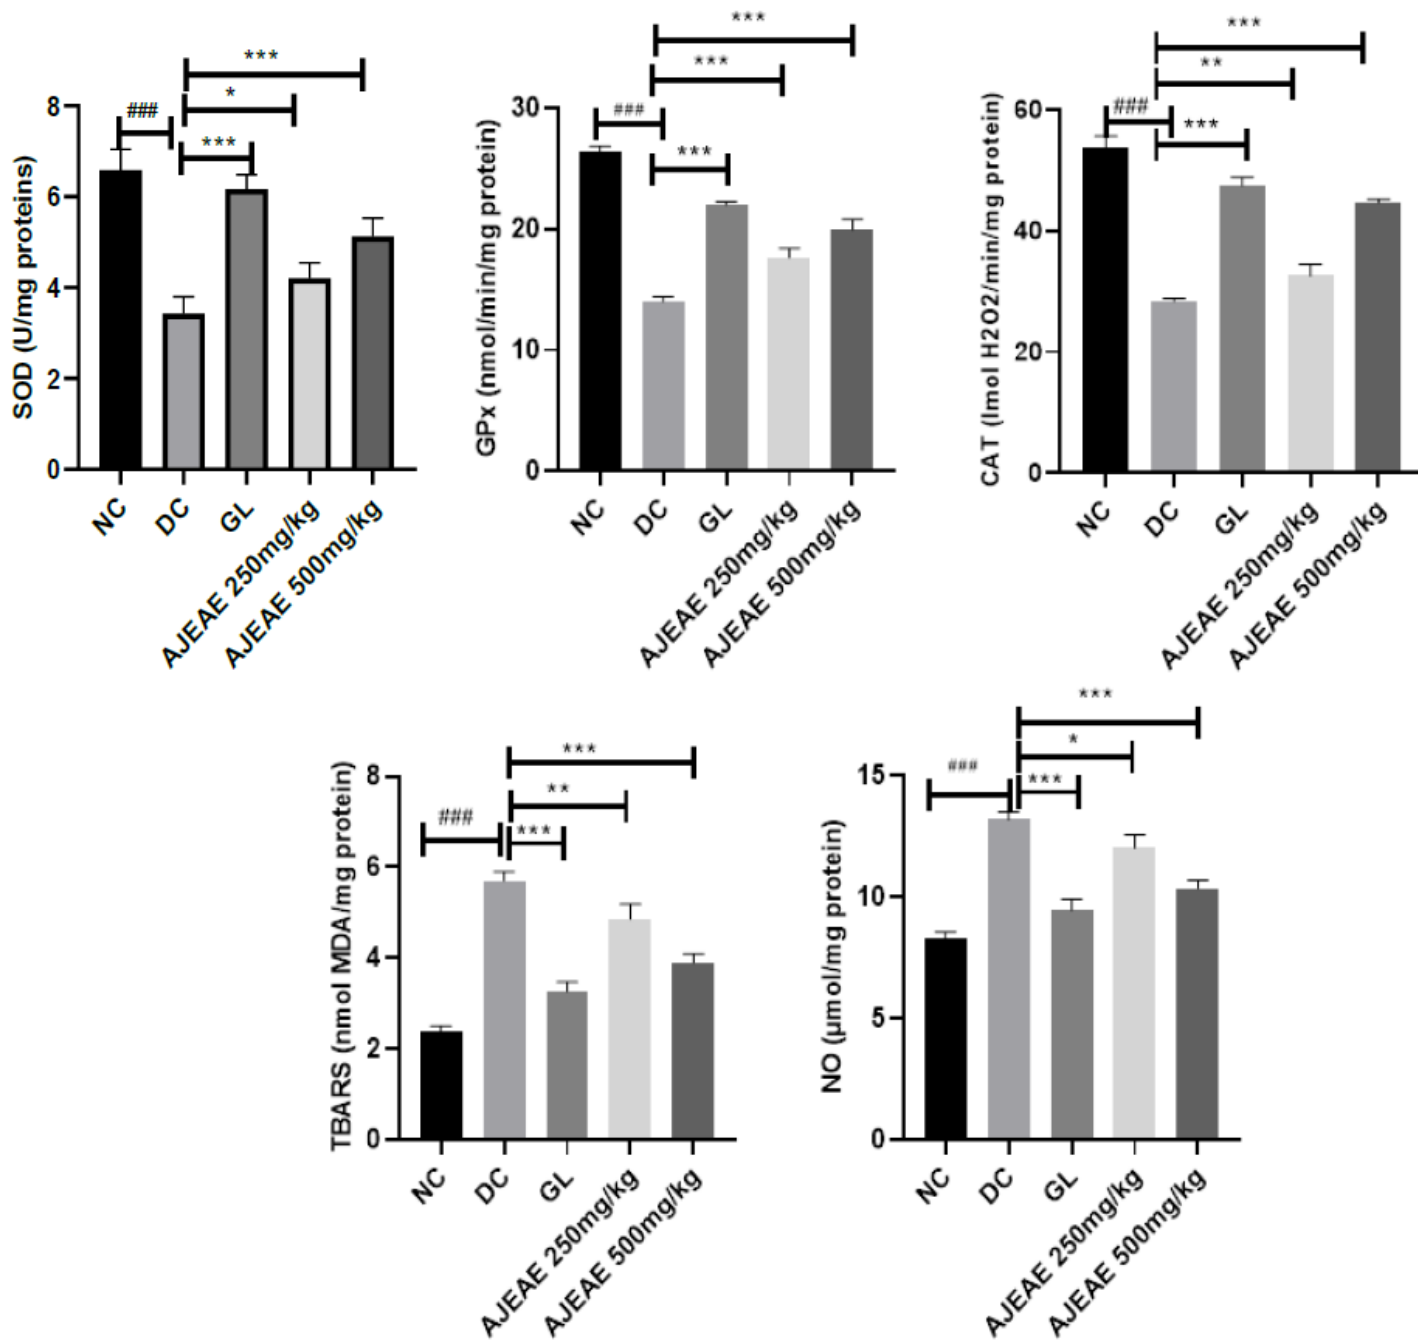 ***
*
###
***
8
6
4
2
0
SOD (U/mg proteins)
NC
DC
GL
AJEAE 250mg/kg
AJEAE 500mg/kg
***
***
###
***
30
20
10
0
GPx (nmol/min/mg protein)
NC
DC
GL
AJEAE 250mg/kg
AJEAE 500mg/kg
***
**
###
***
60
40
20
0
CAT (lmol H2O2/min/mg protein)
NC
DC
GL
AJEAE 250mg/kg
AJEAE 500mg/kg
***
**
###
***
8
6
4
2
0
TBARS (nmol MDA/mg protein)
NC
DC
GL
AJEAE 250mg/kg
AJEAE 500mg/kg
***
*
###
***
15
10
5
0
NO (µmol/mg protein)
NC
DC
GL
AJEAE 250mg/kg
AJEAE 500mg/kg